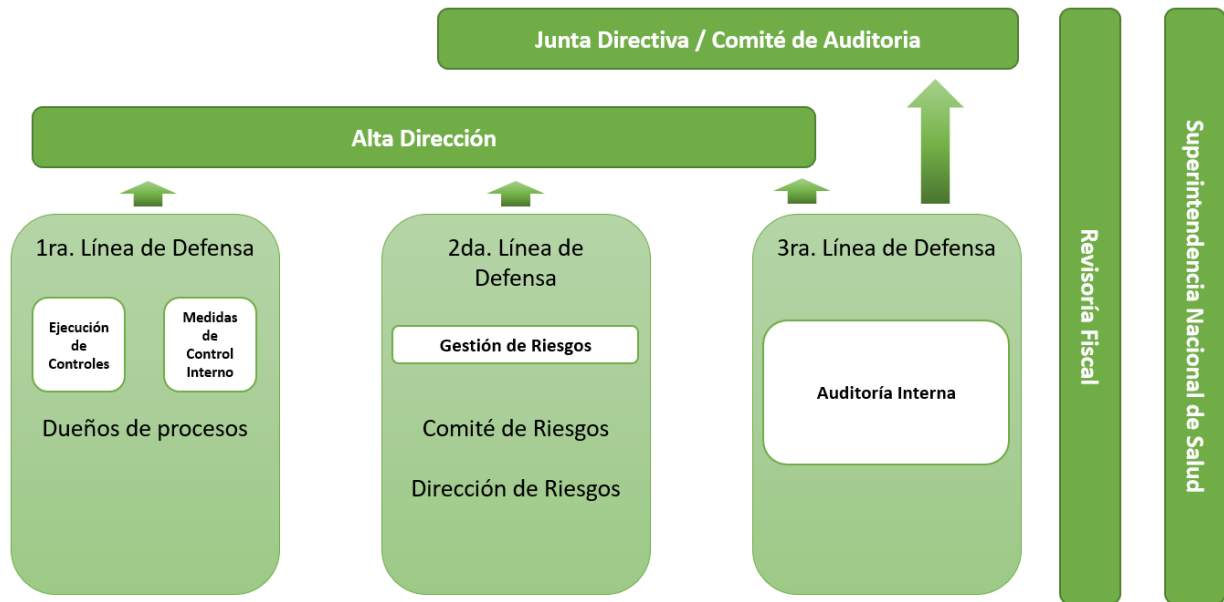 Junta Directiva / Comité de Auditoria
Alta Dirección
1ra. Línea de Defensa
Ejecución
de
Controles
Medidas
de
Control
Interno
Dueños de procesos
2da. Línea de
Defensa
Gestión de Riesgos
Comité de Riesgos
Dirección de Riesgos
3ra. Línea de Defensa
Auditoría Interna
Revisoría Fiscal
Superintendencia Nacional de Salud